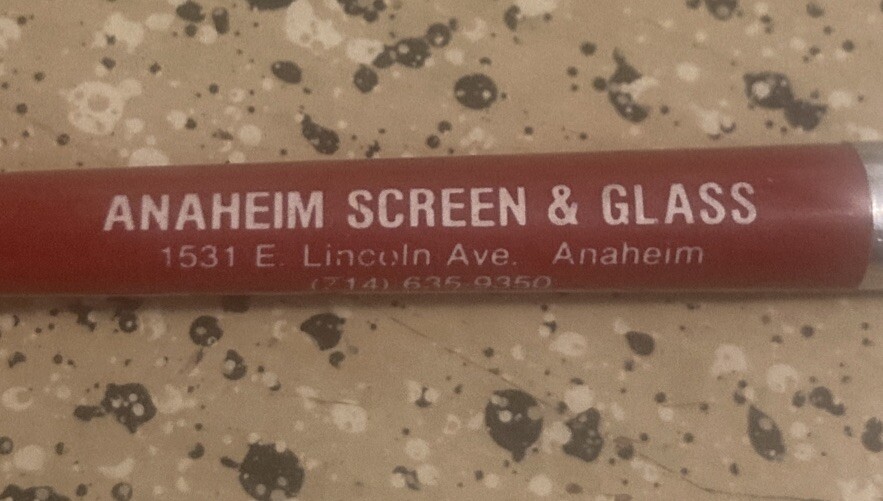 ANAHEIM SCREEN & GLASS
1531 E. Lincoln Ave. Anaheim
(714) 635-9350